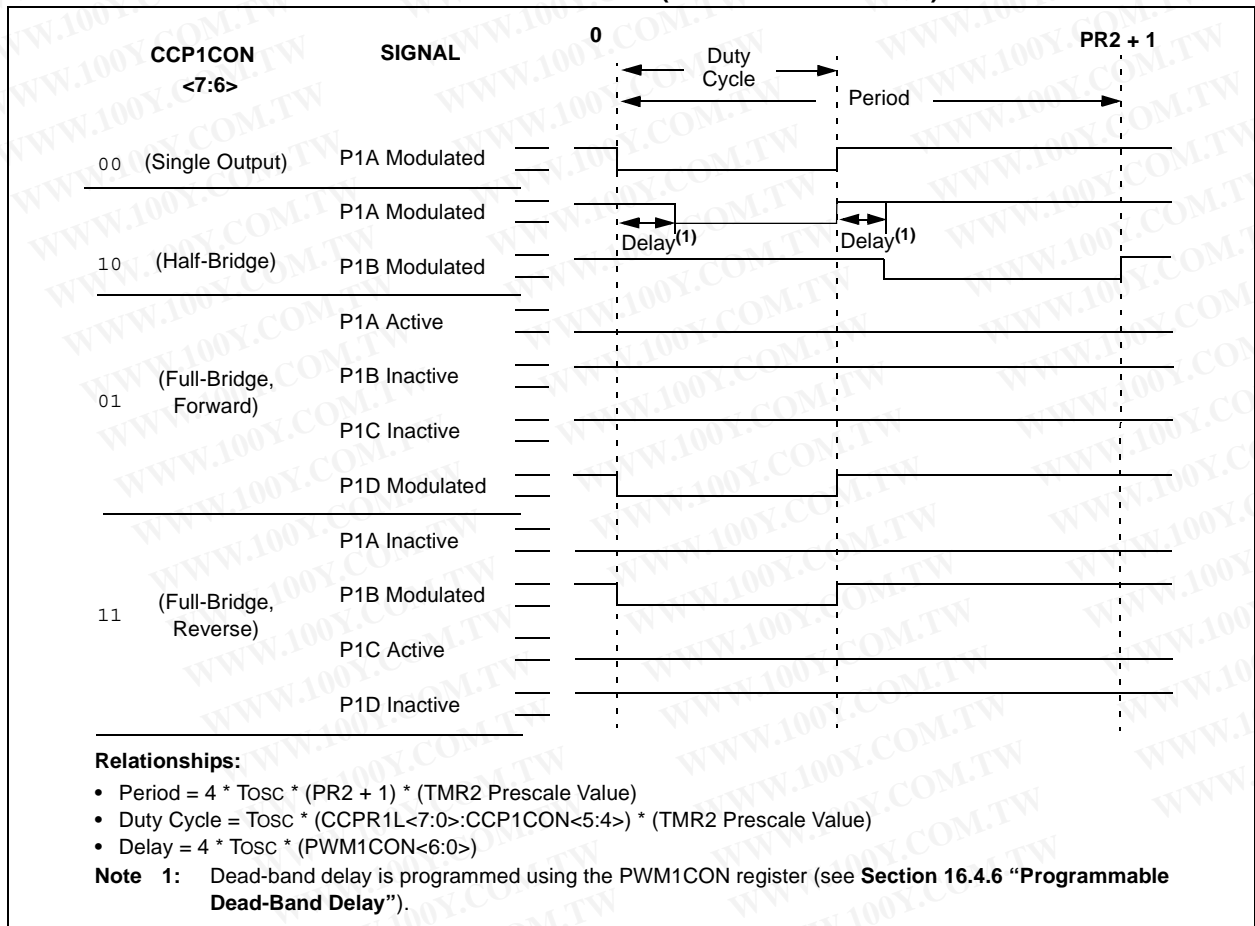 0
PR2 + 1
CCP1CON
<7:6>
SIGNAL
Duty
Cycle
Period
00 (Single Output) P1A Modulated
P1A Modulated
Delay(1)
Delay(1)
10 (Half-Bridge) P1B Modulated
P1A Active
01 (Full-Bridge,
Forward)
P1B Inactive
P1C Inactive
P1D Modulated
P1A Inactive
11 (Full-Bridge,
Reverse)
P1B Modulated
P1C Active
P1D Inactive
Relationships:
• Period = 4 * TOSC * (PR2 + 1) * (TMR2 Prescale Value)
• Duty Cycle = TOSC * (CCPR1L<7:0>:CCP1CON<5:4>) * (TMR2 Prescale Value)
• Delay = 4 * TOSC * (PWM1CON<6:0>)
Note 1: Dead-band delay is programmed using the PWM1CON register (see Section 16.4.6 “Programmable
Dead-Band Delay”).
WWW.100Y.COM.TW